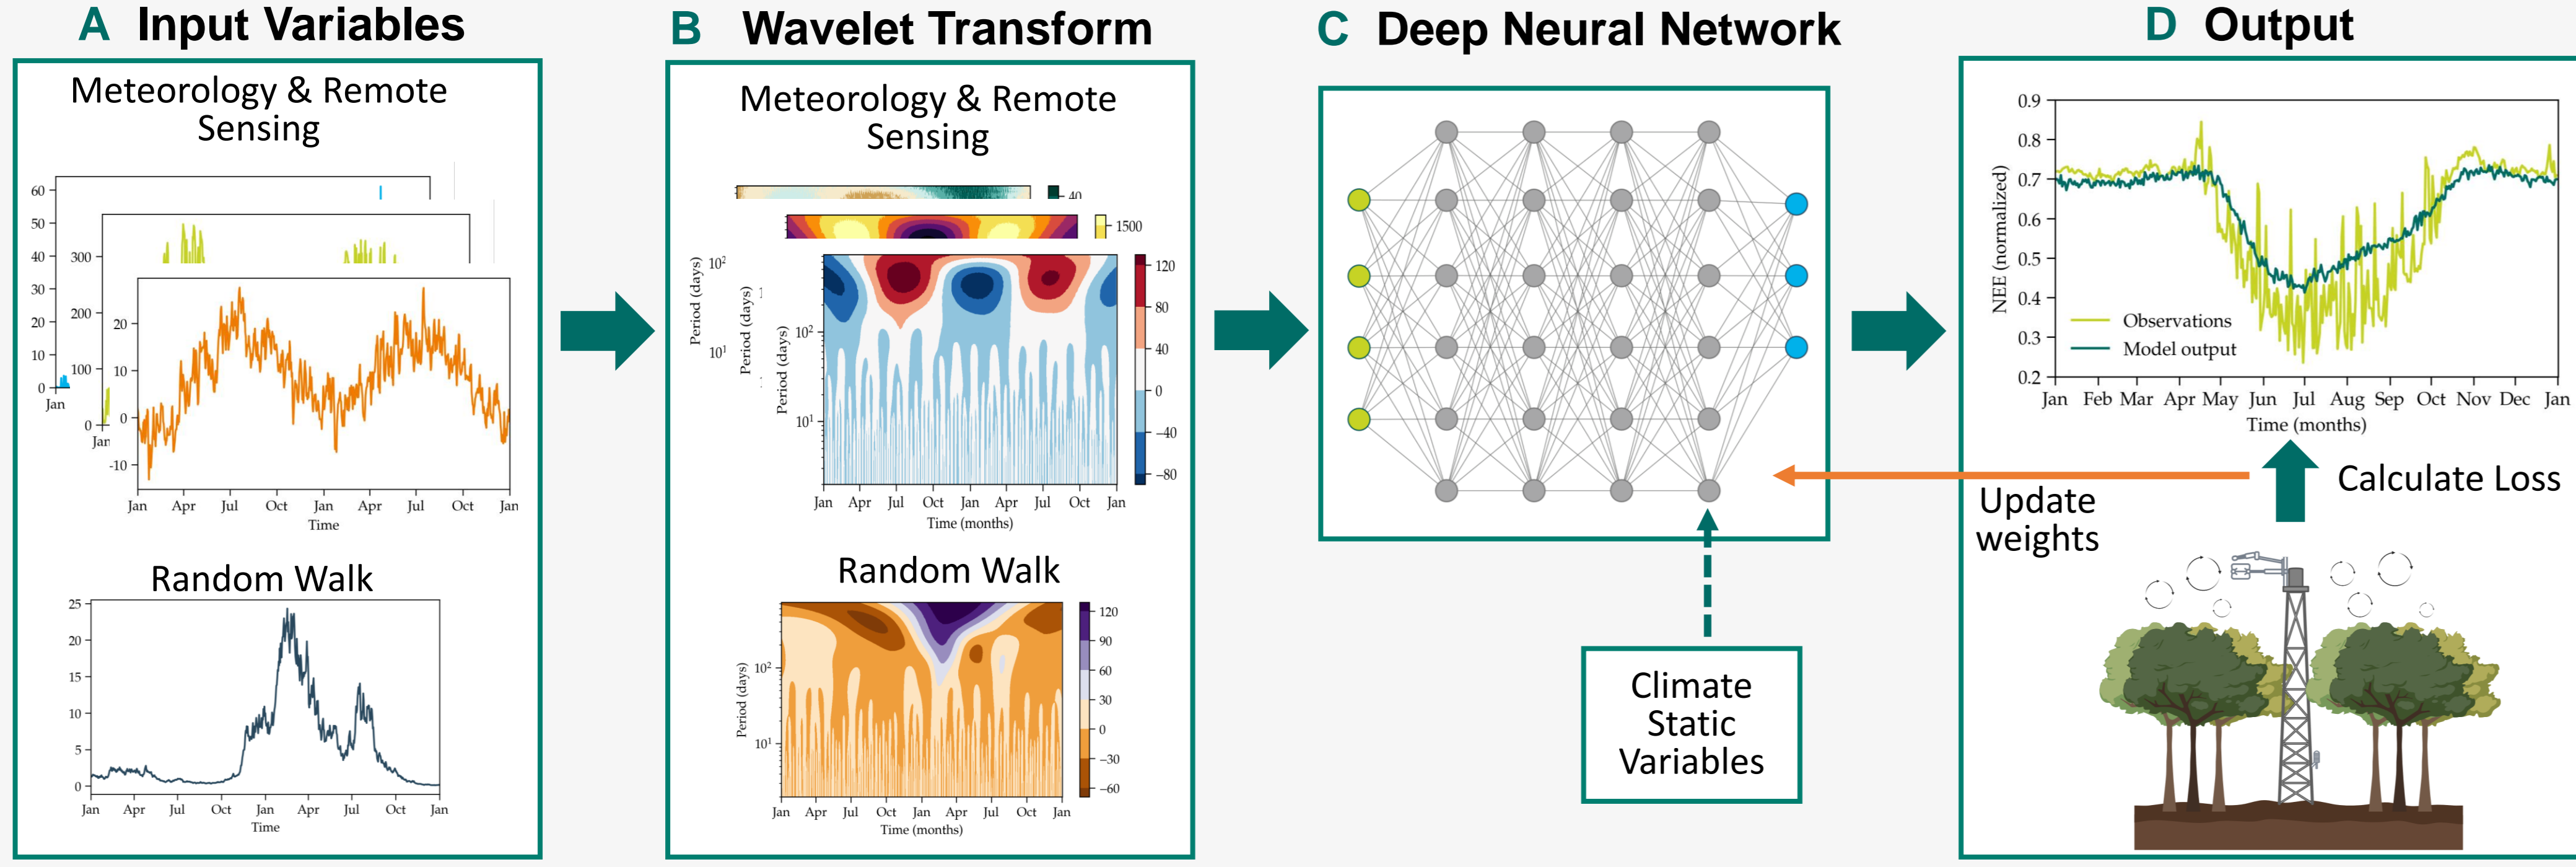 A Input Variables
Meteorology & Remote
Sensing
60
50
40
30
20
10
0
Jan
300
200
100
0
Jan
20
10
0
-10
Jan Apr Jul Oct Jan Apr Jul Oct Jan
Time
Random Walk
25
20
15
10
5
0
Jan Apr Jul Oct Jan Apr Jul Oct Jan
Time
B Wavelet Transform
Meteorology & Remote
Sensing
40
1500
Period (days)
10²
10¹
Period (days)
Period (days)
10²
10¹
120
80
40
0
−40
−80
Jan Apr Jul Oct Jan Apr Jul Oct Jan
Time (months)
Random Walk
Period (days)
10²
10¹
120
90
60
30
0
−30
−60
Jan Apr Jul Oct Jan Apr Jul Oct Jan
Time (months)
C Deep Neural Network
Climate
Static
Variables
D Output
NEE (normalized)
0.9
0.8
0.7
0.6
0.5
0.4
0.3
0.2
Observations
Model output
Jan Feb Mar Apr May Jun Jul Aug Sep Oct Nov Dec Jan
Time (months)
Calculate Loss
Update
weights